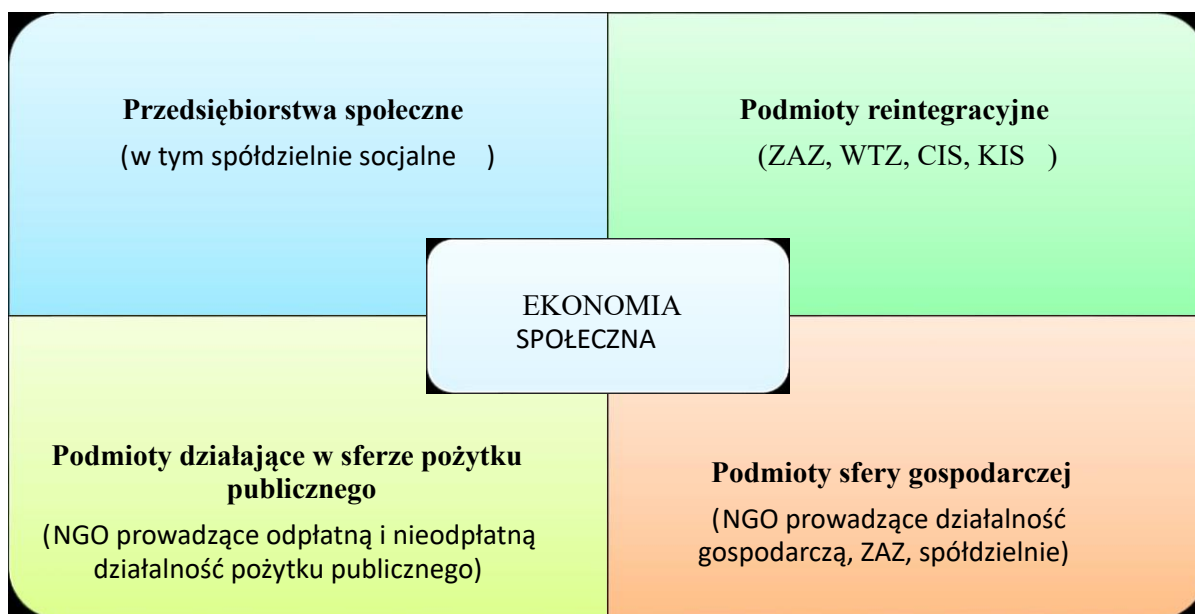 Przedsiębiorstwa społeczne
(w tym spółdzielnie socjalne )
Podmioty reintegracyjne
(ZAZ, WTZ, CIS, KIS )
EKONOMIA
SPOŁECZNA
Podmioty działające w sferze pożytku
publicznego
(NGO prowadzące odpłatną i nieodpłatną
działalność pożytku publicznego)
Podmioty sfery gospodarczej
(NGO prowadzące działalność
gospodarczą, ZAZ, spółdzielnie)